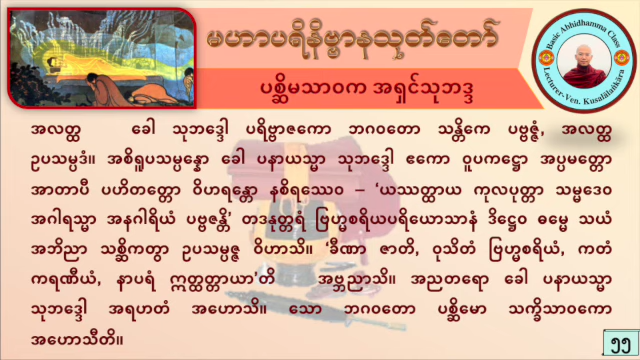 မဟာပရိနိဗ္ဗာနသုတ်တော်
ပစ္ဆိမသာဝက အရှင်သုဘဒ္ဒ
Basic Abhidhamma Class
Lecturer-Ven. Kusalālaṅkāra
အလတ္ထ ခေါ သုဘဒ္ဒေါ ပရိဗ္ဗာဇကော ဘဂဝတော သန္တိကေ ပဗ္ဗဇ္ဇံ, အလတ္ထ
ဥပသမ္ပဒံ။ အစိရူပသမ္ပန္နော ခေါ ပနာယသ္မာ သုဘဒ္ဒေါ ဧကော ဝူပကဋ္ဌော အပ္ပမတ္တော
အာတာပီ ပဟိတတ္တော ဝိဟရန္တော နစိရဿေဝ – ‘ယဿတ္ထာယ ကုလပုတ္တာ သမ္မဒေဝ
အဂါရသ္မာ အနဂါရိယံ ပဗ္ဗဇန္တိ’ တဒနုတ္တရံ ဗြဟ္မစရိယပရိယောသာနံ ဒိဋ္ဌေဝ ဓမ္မေ သယံ
အဘိညာ သစ္ဆိကတွာ ဥပသမ္ပဇ္ဇ ဝိဟာသိ။ ‘ခီဏာ ဇာတိ, ဝုသိတံ ဗြဟ္မစရိယံ, ကတံ
ကရဏီယံ, နာပရံ ဣတ္ထတ္တာယာ’တိ အဗ္ဘညာသိ။ အညတရော ခေါ ပနာယသ္မာ
သုဘဒ္ဒေါ အရဟတံ အဟောသိ။ သော ဘဂဝတော ပစ္ဆိမော သက္ခိသာဝကော
အဟောသီတိ။
၅၅